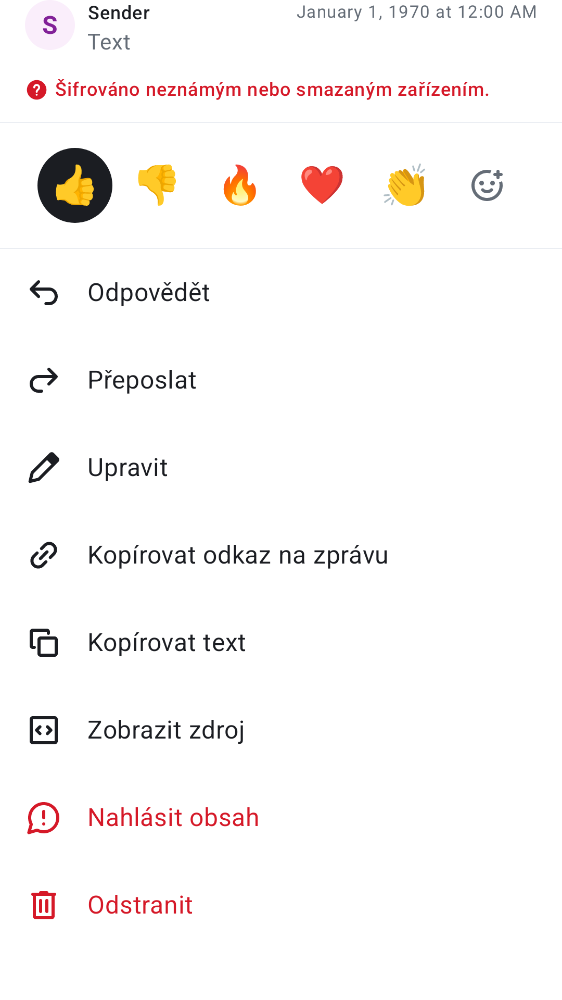 S
Sender
January 1, 1970 at 12:00 AM
Text
Šifrováno neznámým nebo smazaným zařízením.
Odpovědět
Přeposlat
Upravit
Kopírovat odkaz na zprávu
Kopírovat text
Zobrazit zdroj
Nahlásit obsah
Odstranit